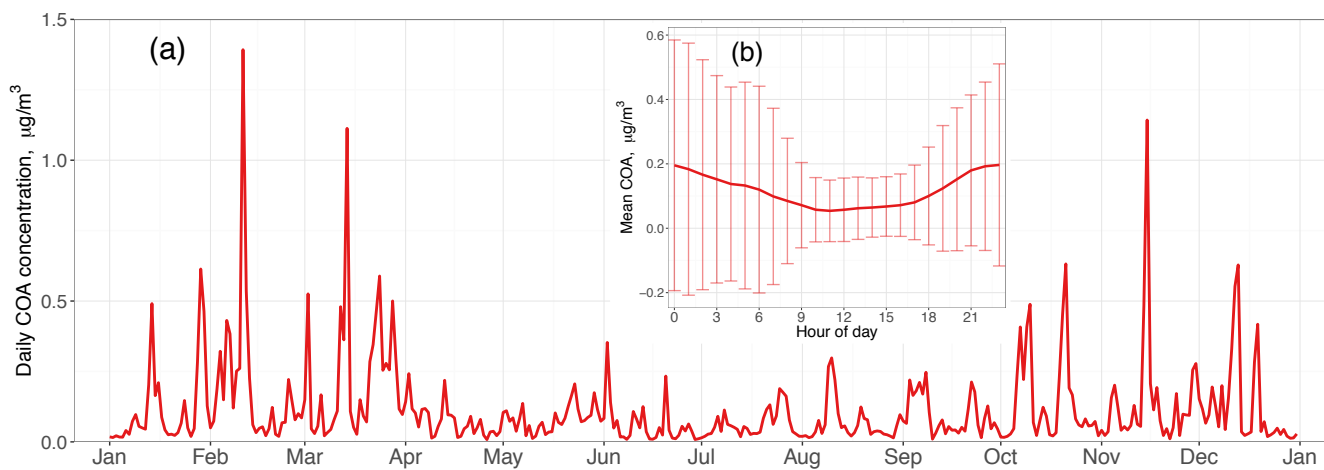 (a)
Daily COA concentration, μg/m³
1.5
1.0
0.5
0.0
Jan Feb Mar Apr May Jun Jul Aug Sep Oct Nov Dec Jan
(b)
Mean COA, μg/m³
0.6
0.4
0.2
0.0
−0.2
0 3 6 9 12 15 18 21
Hour of day